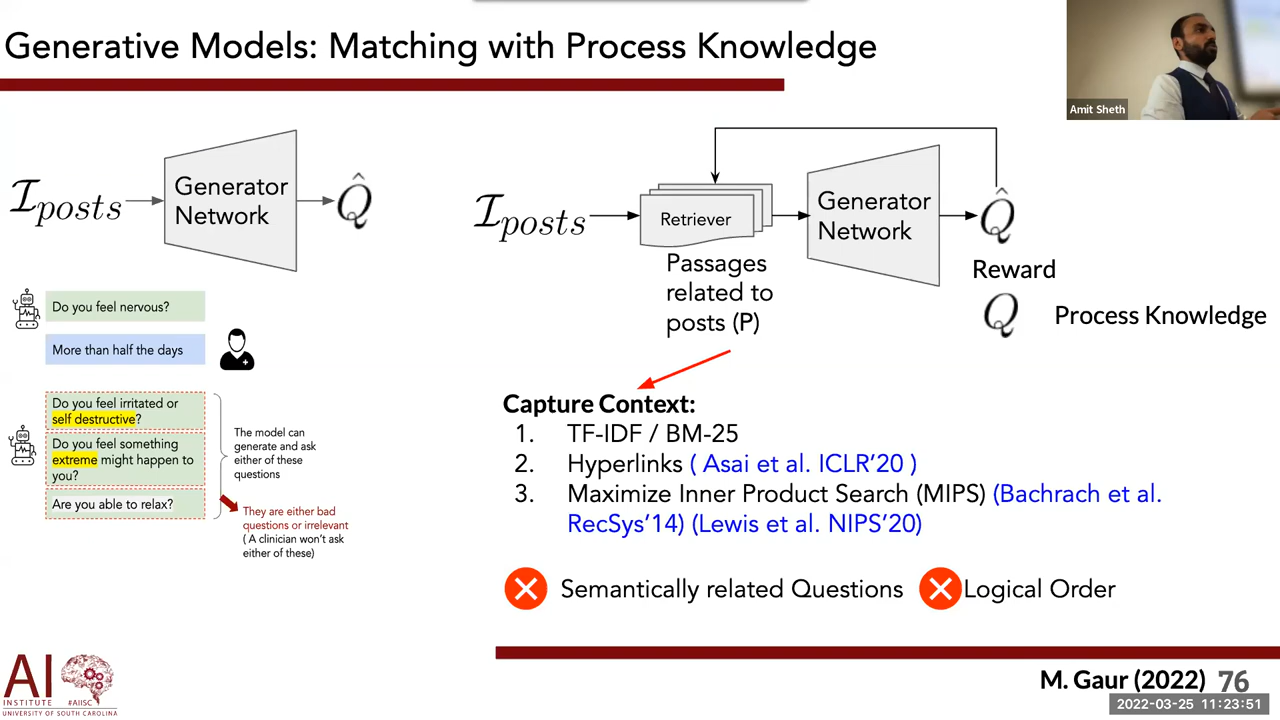 Generative Models: Matching with Process Knowledge
Amit Sheth
I posts
Generator
Network
Q̂
Do you feel nervous?
More than half the days
Do you feel irritated or
self destructive?
Do you feel something
extreme might happen to
you?
Are you able to relax?
The model can
generate and ask
either of these
questions
They are either bad
questions or irrelevant
( A clinician won't ask
either of these)
I posts
Retriever
Passages
related to
posts (P)
Generator
Network
Q̂
Reward
Q Process Knowledge
Capture Context:
1. TF-IDF / BM-25
2. Hyperlinks ( Asai et al. ICLR'20 )
3. Maximize Inner Product Search (MIPS) (Bachrach et al.
RecSys'14) (Lewis et al. NIPS'20)
Semantically related Questions
Logical Order
AI
INSTITUTE #AIISC
UNIVERSITY OF SOUTH CAROLINA
M. Gaur (2022) 76
2022-03-25 11:23:51